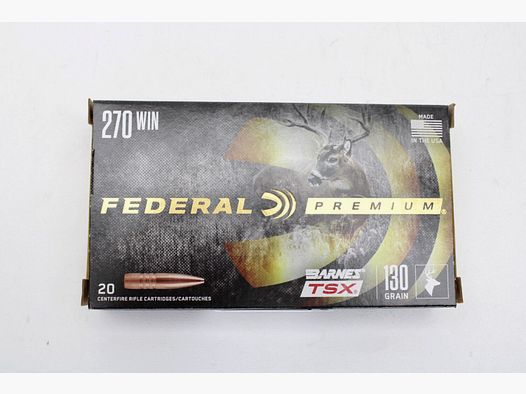 270 WIN
MADE
IN THE USA
FEDERAL PREMIUM®
20
CENTERFIRE RIFLE CARTRIDGES/CARTOUCHES
BARNES
TSX
130
GRAIN